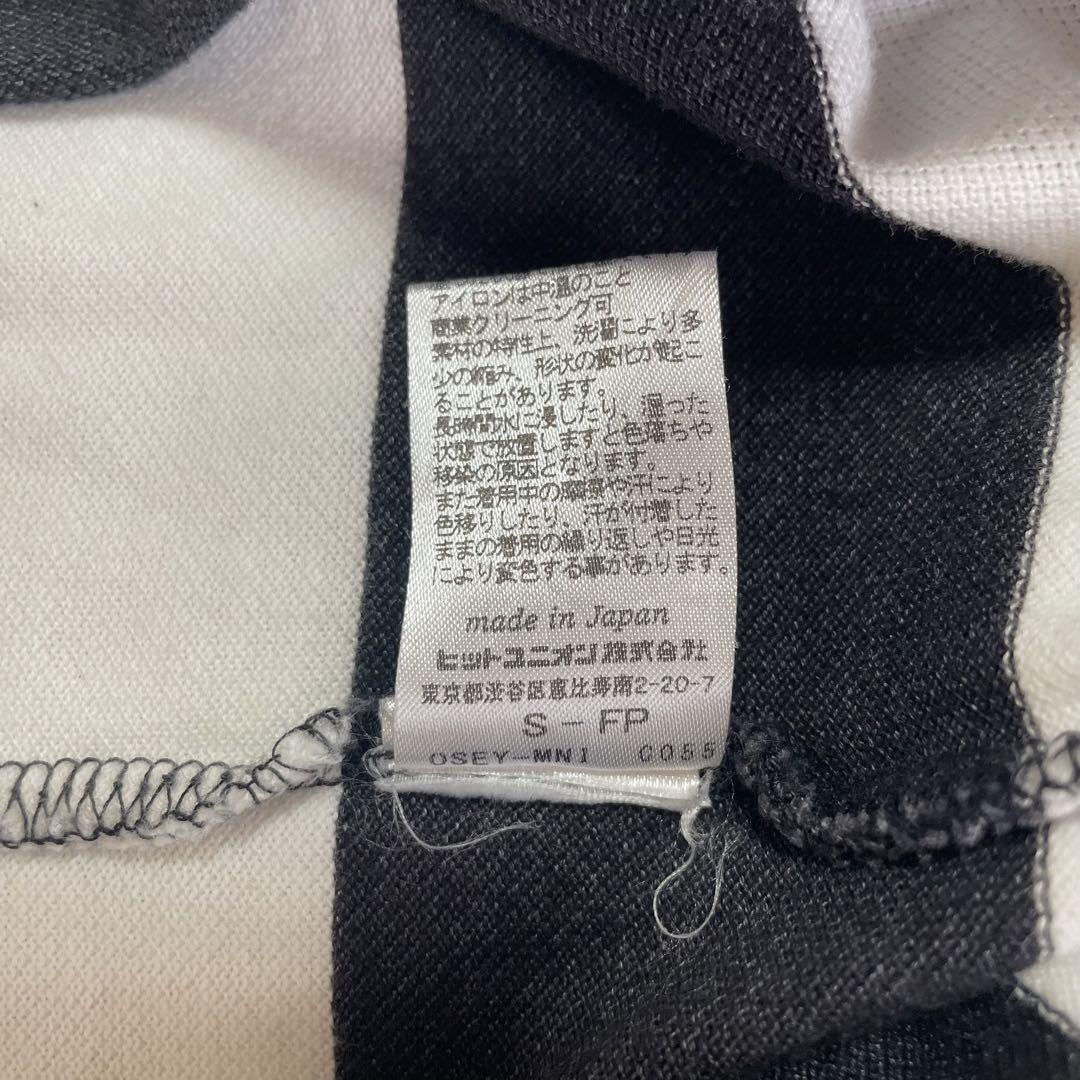 アイロンは中温のこと
商業クリーニング可
素材の特性上、洗濯により多
少の縮み、形状の変化が起こ
ることがあります。
長時間水に浸したり、湿った
状態で放置しますと色落ちや
移染の原因となります。
また着用中の摩擦や汗により
色移りしたり、汗が付着した
ままの着用の繰り返しや日光
により変色する事があります。
made in Japan
ヒットユニオン株式会社
東京都渋谷区恵比寿南2-20-7
S-FP
OSEY-MNI C055